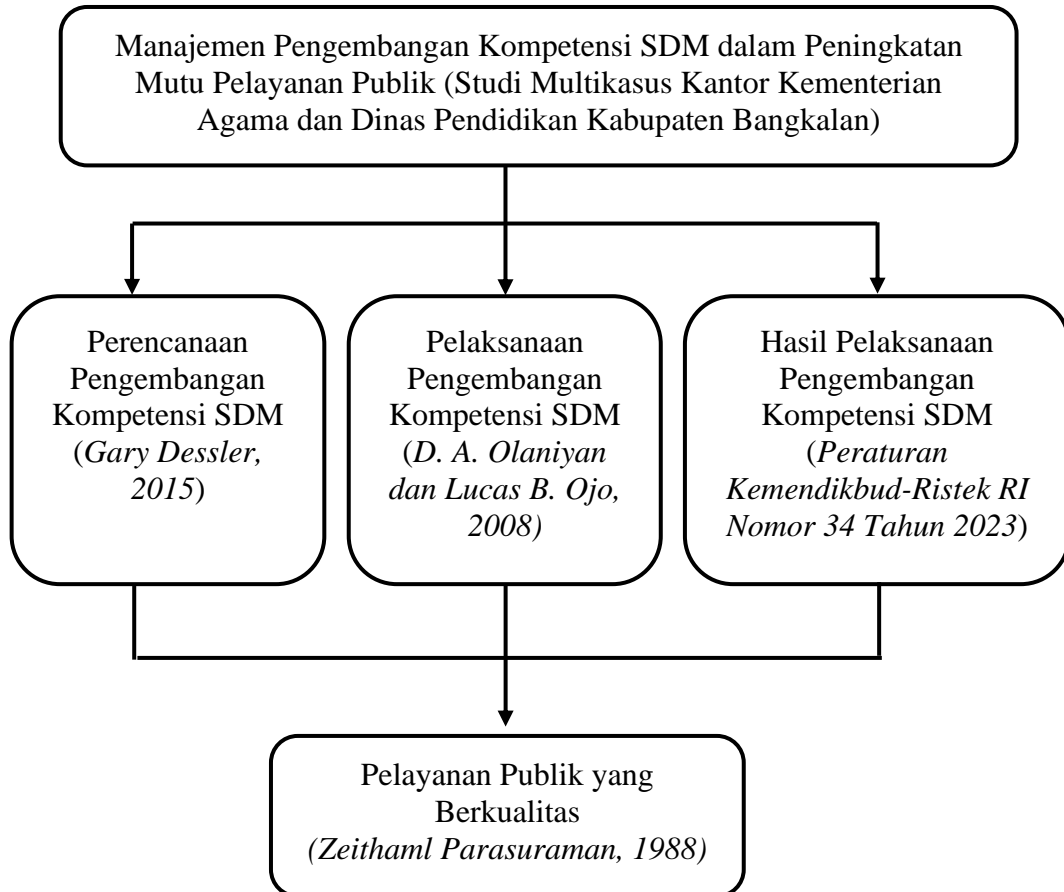 Manajemen Pengembangan Kompetensi SDM dalam Peningkatan
Mutu Pelayanan Publik (Studi Multikasus Kantor Kementerian
Agama dan Dinas Pendidikan Kabupaten Bangkalan)
Perencanaan
Pengembangan
Kompetensi SDM
(Gary Dessler,
2015)
Pelaksanaan
Pengembangan
Kompetensi SDM
(D. A. Olaniyan
dan Lucas B. Ojo,
2008)
Hasil Pelaksanaan
Pengembangan
Kompetensi SDM
(Peraturan
Kemendikbud-Ristek RI
Nomor 34 Tahun 2023)
Pelayanan Publik yang
Berkualitas
(Zeithaml Parasuraman, 1988)